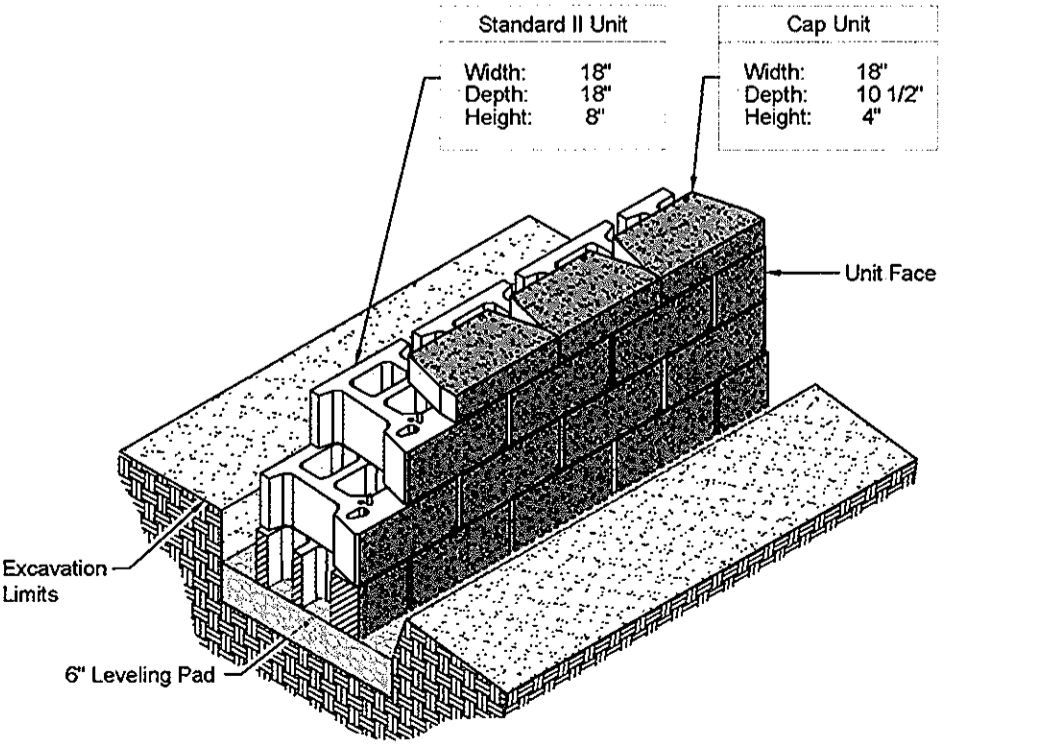 Standard II Unit
Width: 18"
Depth: 18"
Height: 8"
Cap Unit
Width: 18"
Depth: 10 1/2"
Height: 4"
Unit Face
Excavation
Limits
6" Leveling Pad